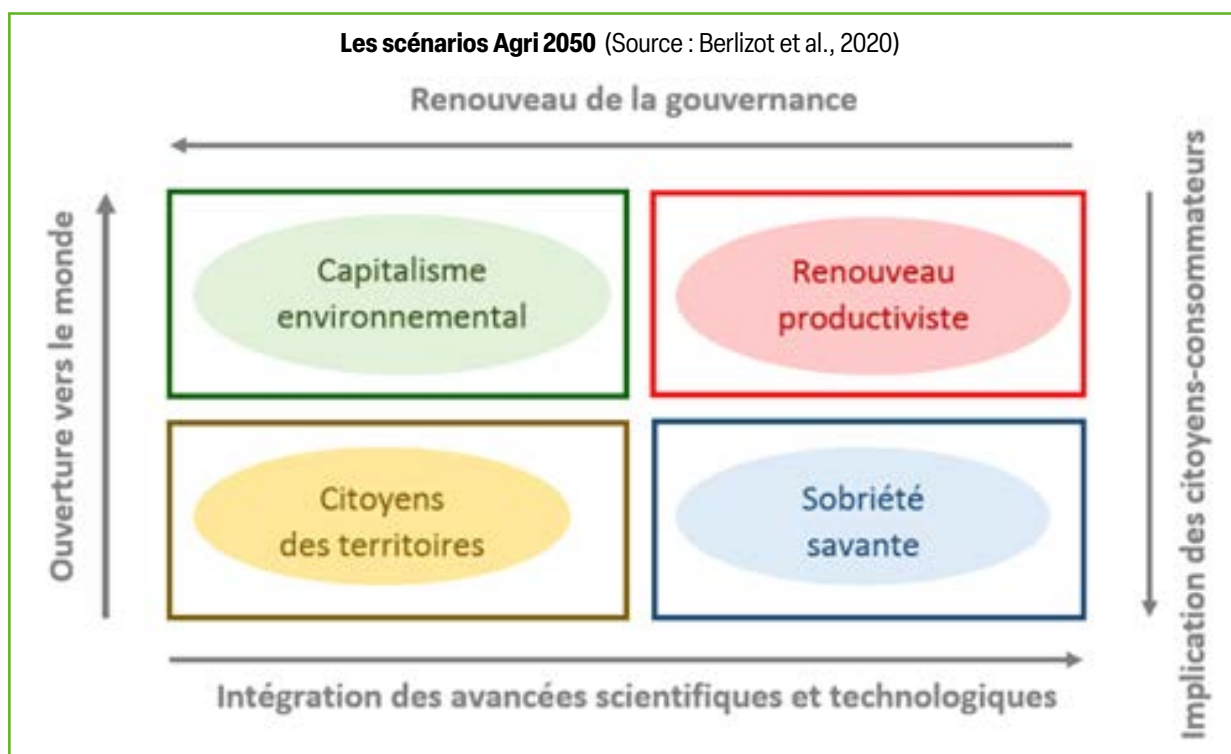 Les scénarios Agri 2050 (Source : Berlizot et al., 2020)
Renouveau de la gouvernance
Ouverture vers le monde
Capitalisme
environnemental
Renouveau
productiviste
Citoyens
des territoires
Sobriété
savante
Implication des citoyens-consommateurs
Intégration des avancées scientifiques et technologiques